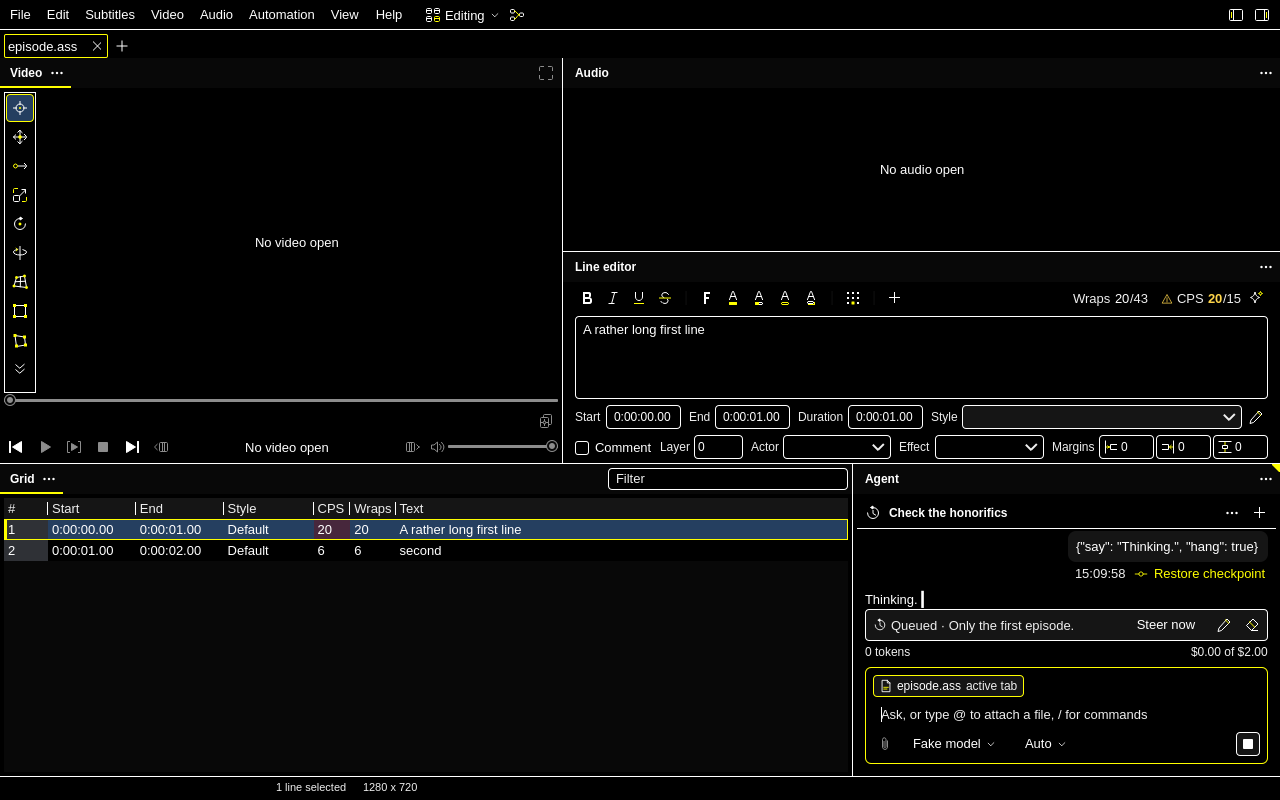 File Edit Subtitles Video Audio Automation View Help Editing
episode.ass
Video
Audio
No audio open
No video open
Line editor
B I U S F A A A A Wraps 20/43 CPS 20/15
A rather long first line
Start 0:00:00.00 End 0:00:01.00 Duration 0:00:01.00 Style
Comment Layer 0 Actor Effect Margins 0 0 0
No video open
Grid
Filter
# Start End Style CPS Wraps Text
1 0:00:00.00 0:00:01.00 Default 20 20 A rather long first line
2 0:00:01.00 0:00:02.00 Default 6 6 second
Agent
Check the honorifics
{"say": "Thinking.", "hang": true}
15:09:58 Restore checkpoint
Thinking.
Queued · Only the first episode. Steer now
0 tokens $0.00 of $2.00
episode.ass active tab
Ask, or type @ to attach a file, / for commands
Fake model Auto
1 line selected 1280 x 720